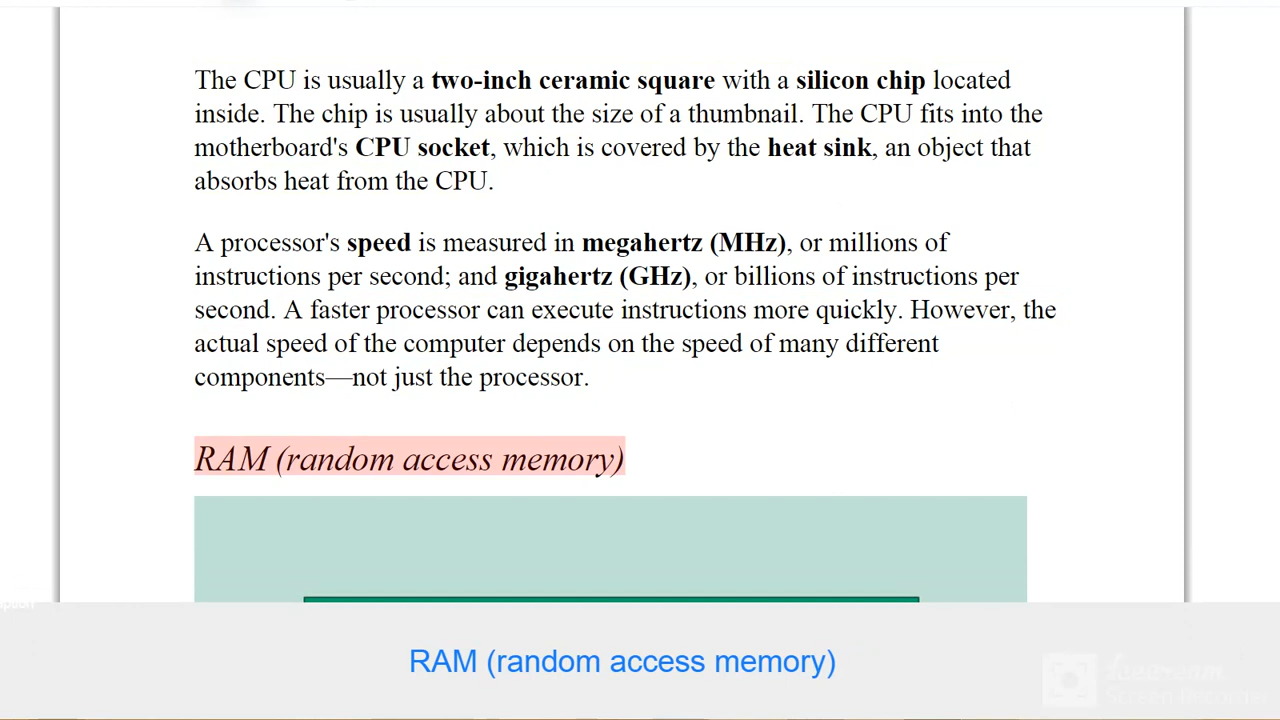 The CPU is usually a two-inch ceramic square with a silicon chip located
inside. The chip is usually about the size of a thumbnail. The CPU fits into the
motherboard's CPU socket, which is covered by the heat sink, an object that
absorbs heat from the CPU.
A processor's speed is measured in megahertz (MHz), or millions of
instructions per second; and gigahertz (GHz), or billions of instructions per
second. A faster processor can execute instructions more quickly. However, the
actual speed of the computer depends on the speed of many different
components—not just the processor.
RAM (random access memory)
RAM (random access memory)